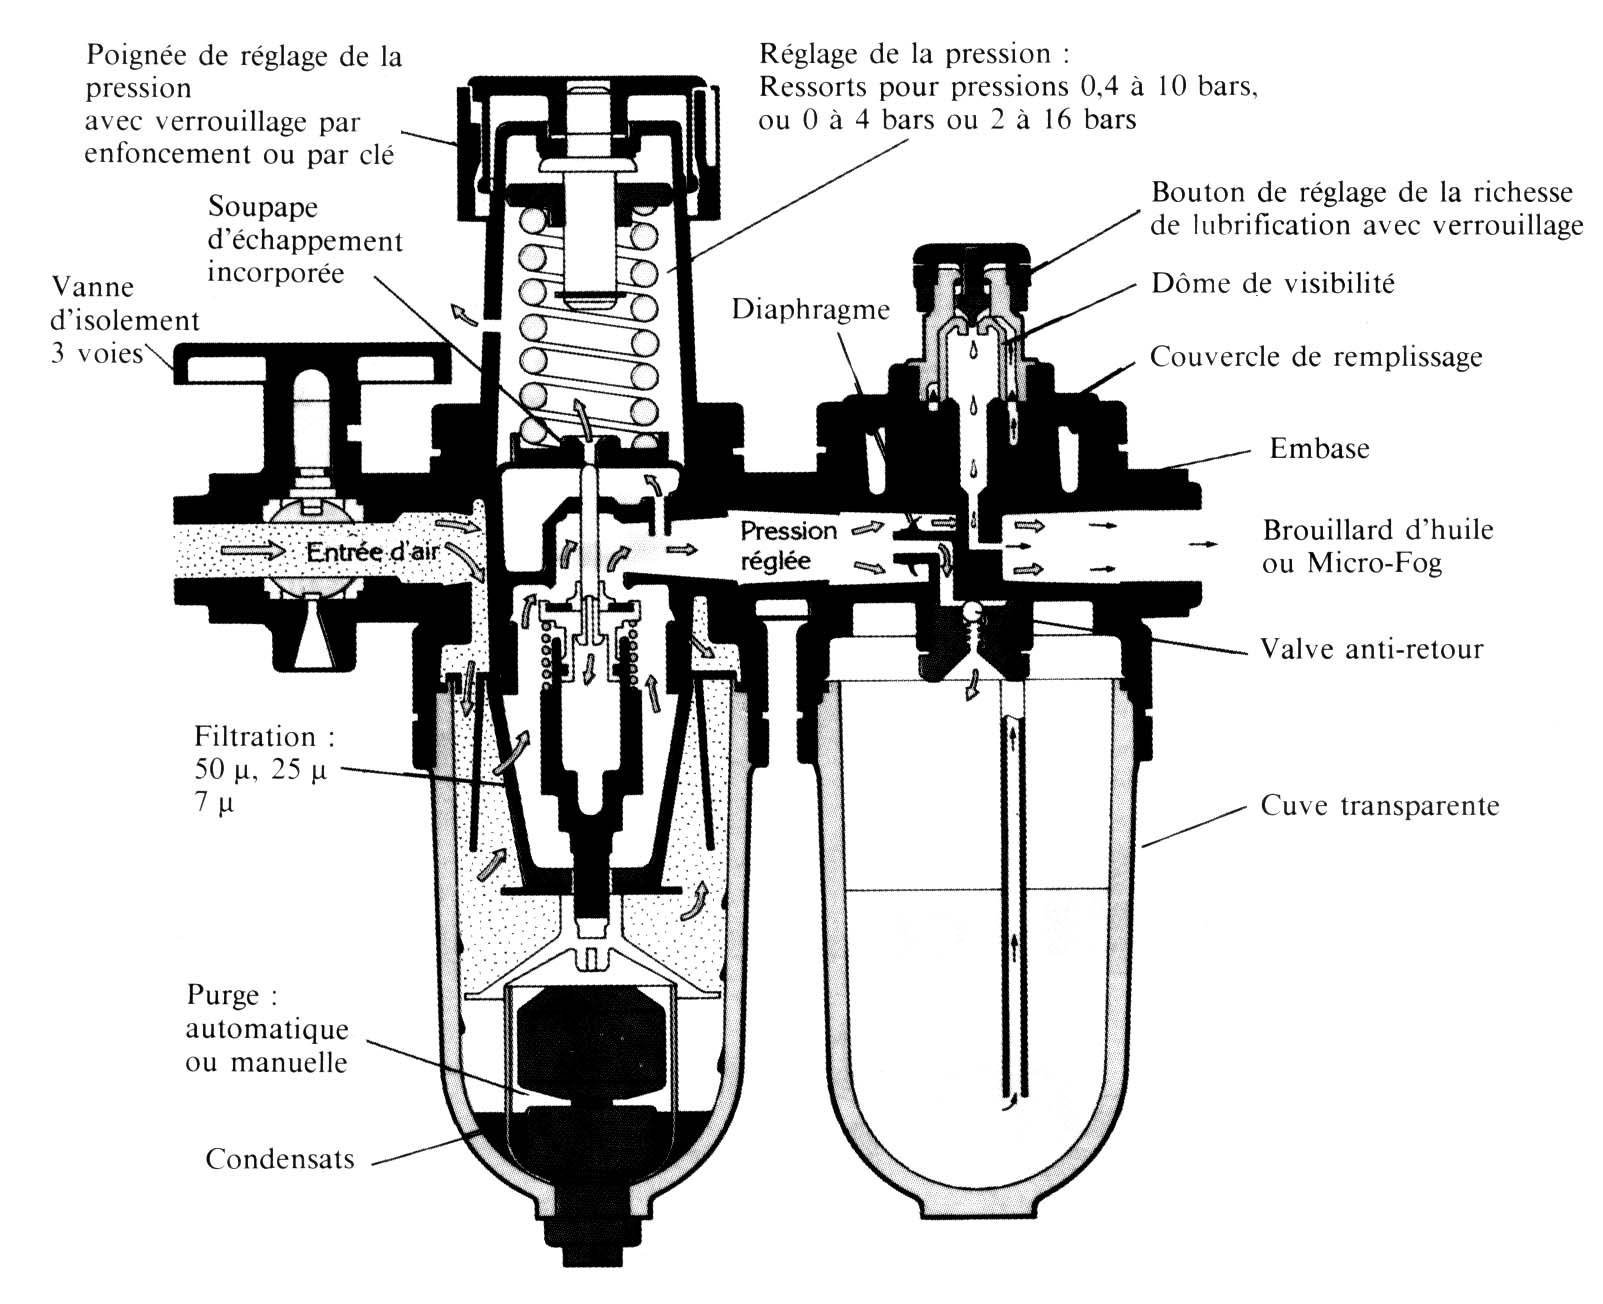 Poignée de réglage de la
pression
avec verrouillage par
enfoncement ou par clé
Réglage de la pression :
Ressorts pour pressions 0,4 à 10 bars,
ou 0 à 4 bars ou 2 à 16 bars
Soupape
d'échappement
incorporée
Bouton de réglage de la richesse
de lubrification avec verrouillage
Vanne
d'isolement
3 voies
Diaphragme
Dôme de visibilité
Couvercle de remplissage
Embase
Entrée d'air
Pression
réglée
Brouillard d'huile
ou Micro-Fog
Valve anti-retour
Filtration :
50 µ, 25 µ
7 µ
Cuve transparente
Purge :
automatique
ou manuelle
Condensats